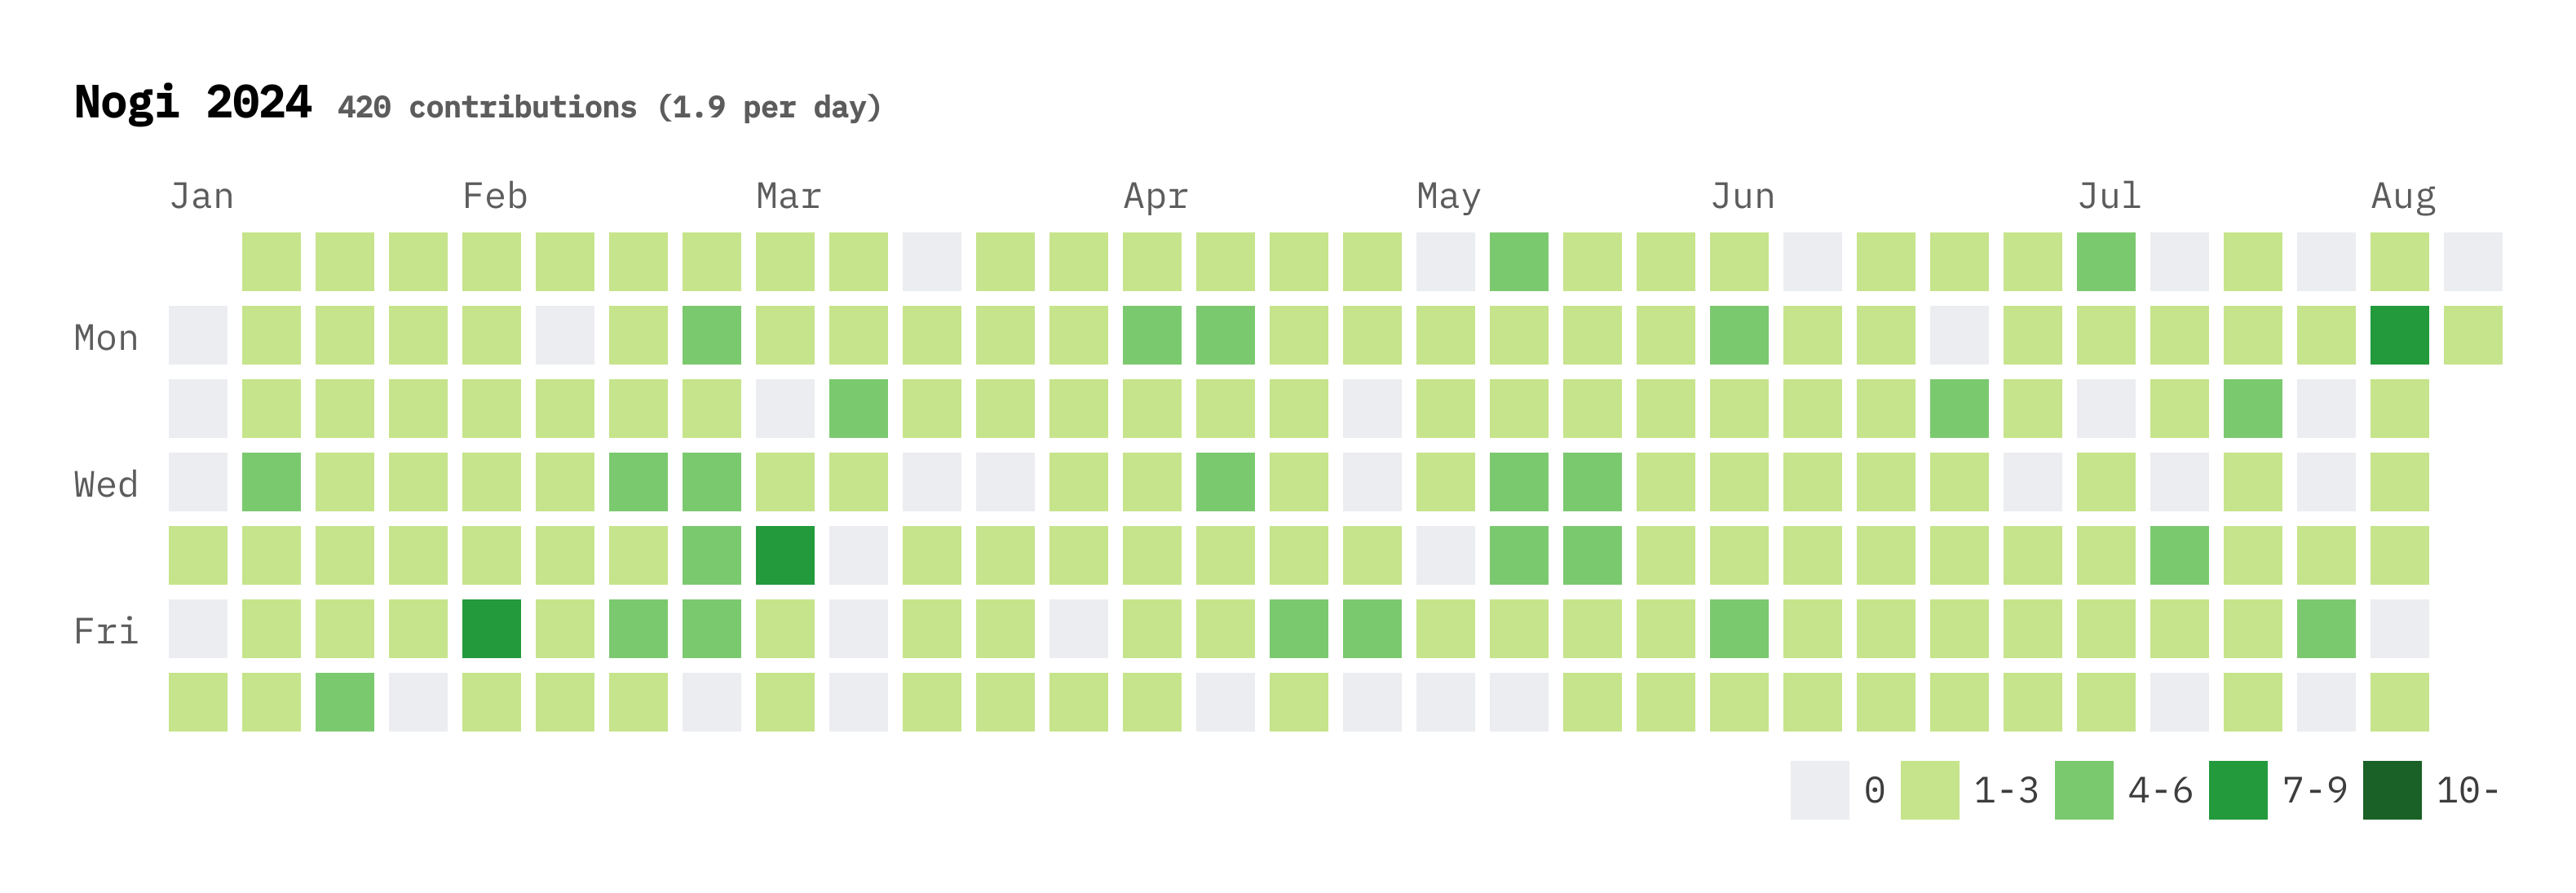 Nogi 2024 420 contributions (1.9 per day)
Jan Feb Mar Apr May Jun Jul Aug
Mon
Wed
Fri
0 1-3 4-6 7-9 10-